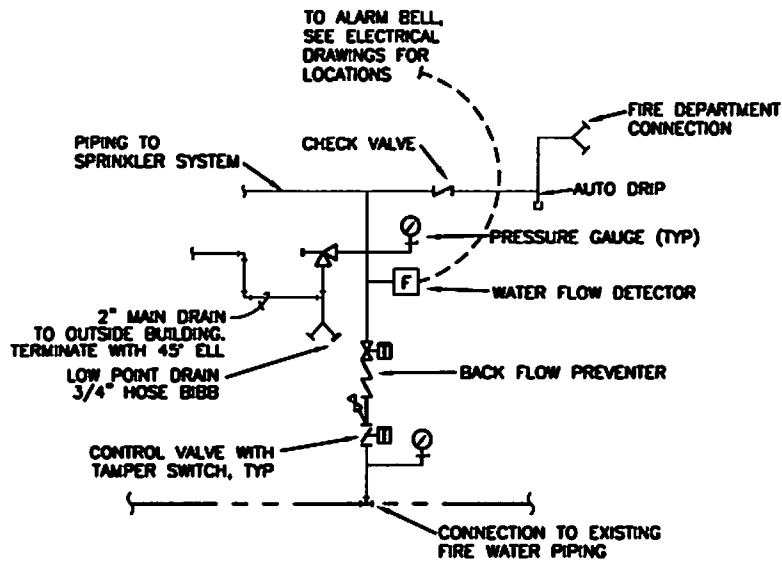 TO ALARM BELL,
SEE ELECTRICAL
DRAWINGS FOR
LOCATIONS
FIRE DEPARTMENT
CONNECTION
PIPING TO
SPRINKLER SYSTEM
CHECK VALVE
AUTO DRIP
PRESSURE GAUGE (TYP)
F
WATER FLOW DETECTOR
2" MAIN DRAIN
TO OUTSIDE BUILDING.
TERMINATE WITH 45° ELL
LOW POINT DRAIN
3/4" HOSE BIBB
BACK FLOW PREVENTER
CONTROL VALVE WITH
TAMPER SWITCH, TYP
CONNECTION TO EXISTING
FIRE WATER PIPING